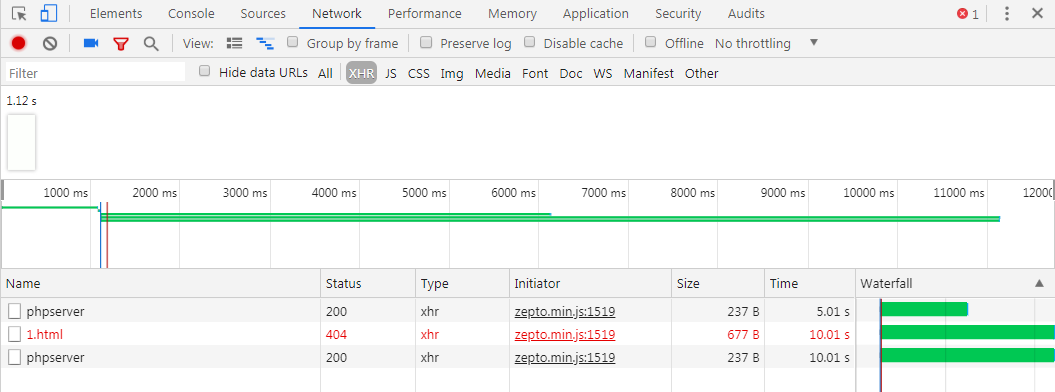 Elements Console Sources Network Performance Memory Application Security Audits 1
View: Group by frame Preserve log Disable cache Offline No throttling
Filter Hide data URLs All XHR JS CSS Img Media Font Doc WS Manifest Other
1.12 s
1000 ms 2000 ms 3000 ms 4000 ms 5000 ms 6000 ms 7000 ms 8000 ms 9000 ms 10000 ms 11000 ms 12000
Name Status Type Initiator Size Time Waterfall
phpserver 200 xhr zepto.min.js:1519 237 B 5.01 s
1.html 404 xhr zepto.min.js:1519 677 B 10.01 s
phpserver 200 xhr zepto.min.js:1519 237 B 10.01 s